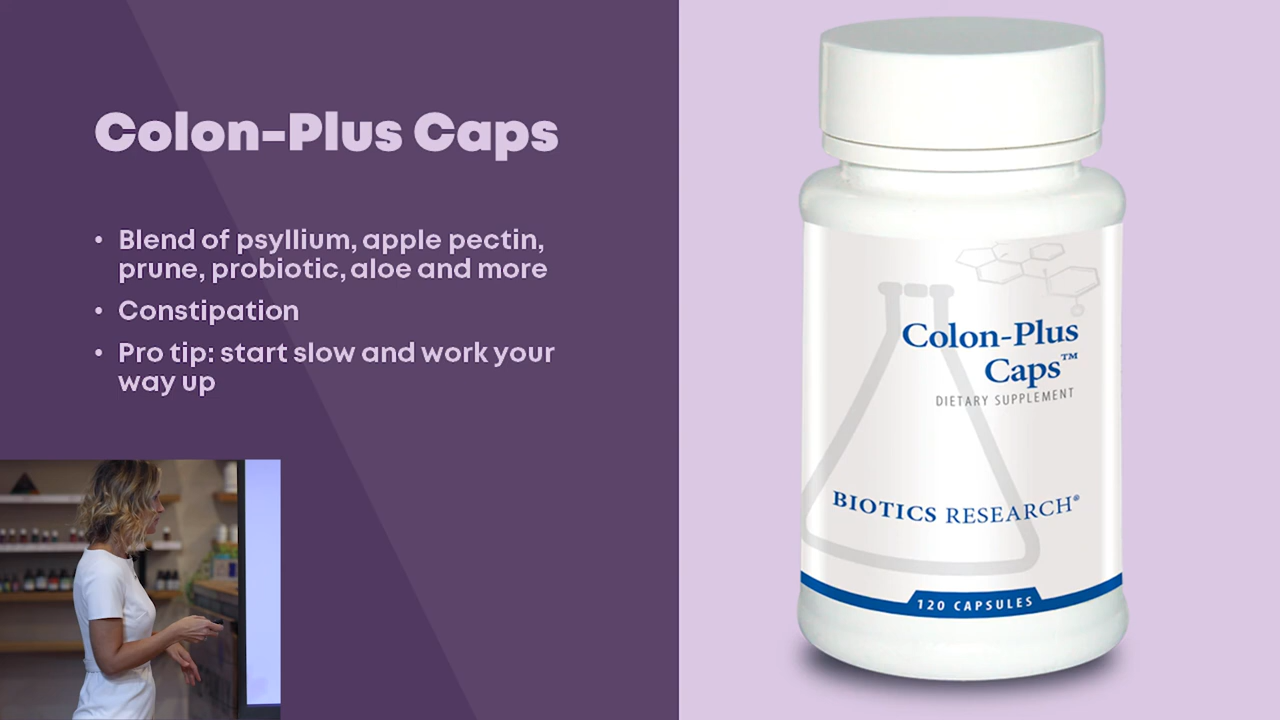 Colon-Plus Caps
• Blend of psyllium, apple pectin,
prune, probiotic, aloe and more
• Constipation
• Pro tip: start slow and work your
way up
Colon-Plus
Caps™
DIETARY SUPPLEMENT
BIOTICS RESEARCH®
120 CAPSULES